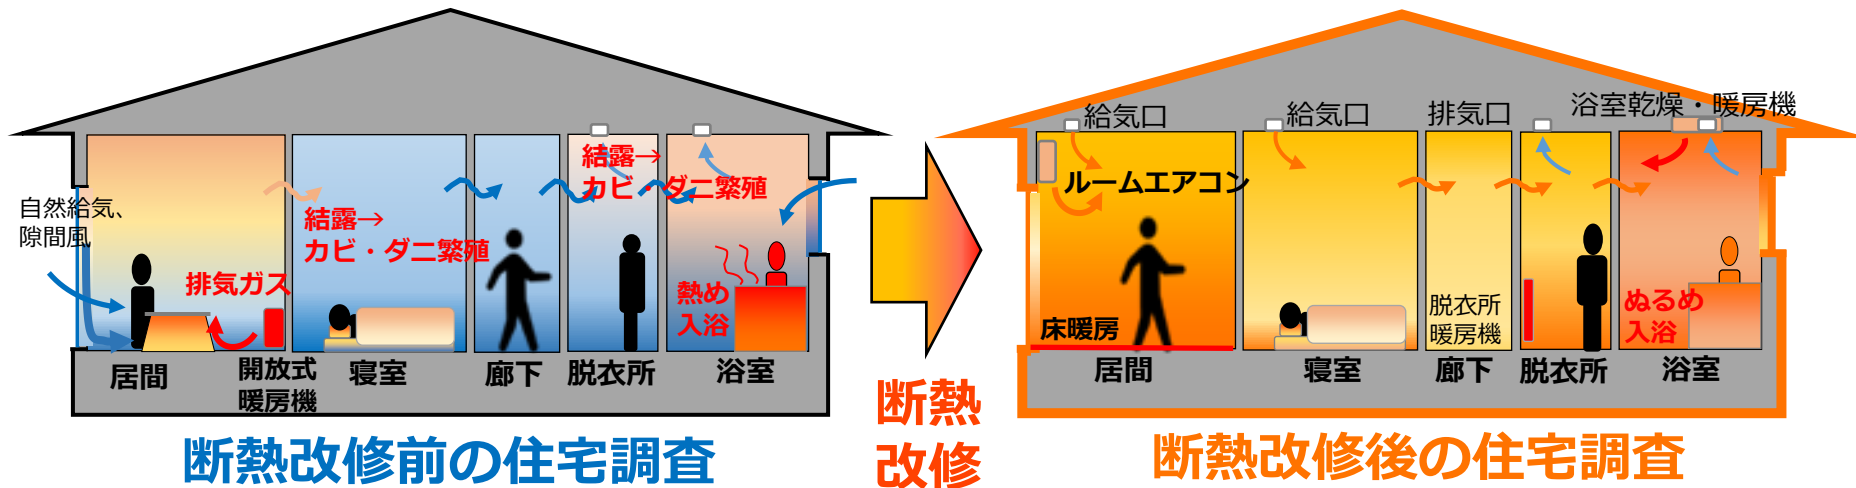 自然給気、
隙間風
排気ガス
結露→
カビ・ダニ繁殖
結露→
カビ・ダニ繁殖
熱め
入浴
居間
開放式
暖房機
寝室
廊下
脱衣所
浴室
断熱改修前の住宅調査
断熱
改修
給気口
給気口
排気口
浴室乾燥・暖房機
ルームエアコン
床暖房
脱衣所
暖房機
ぬるめ
入浴
居間
寝室
廊下
脱衣所
浴室
断熱改修後の住宅調査